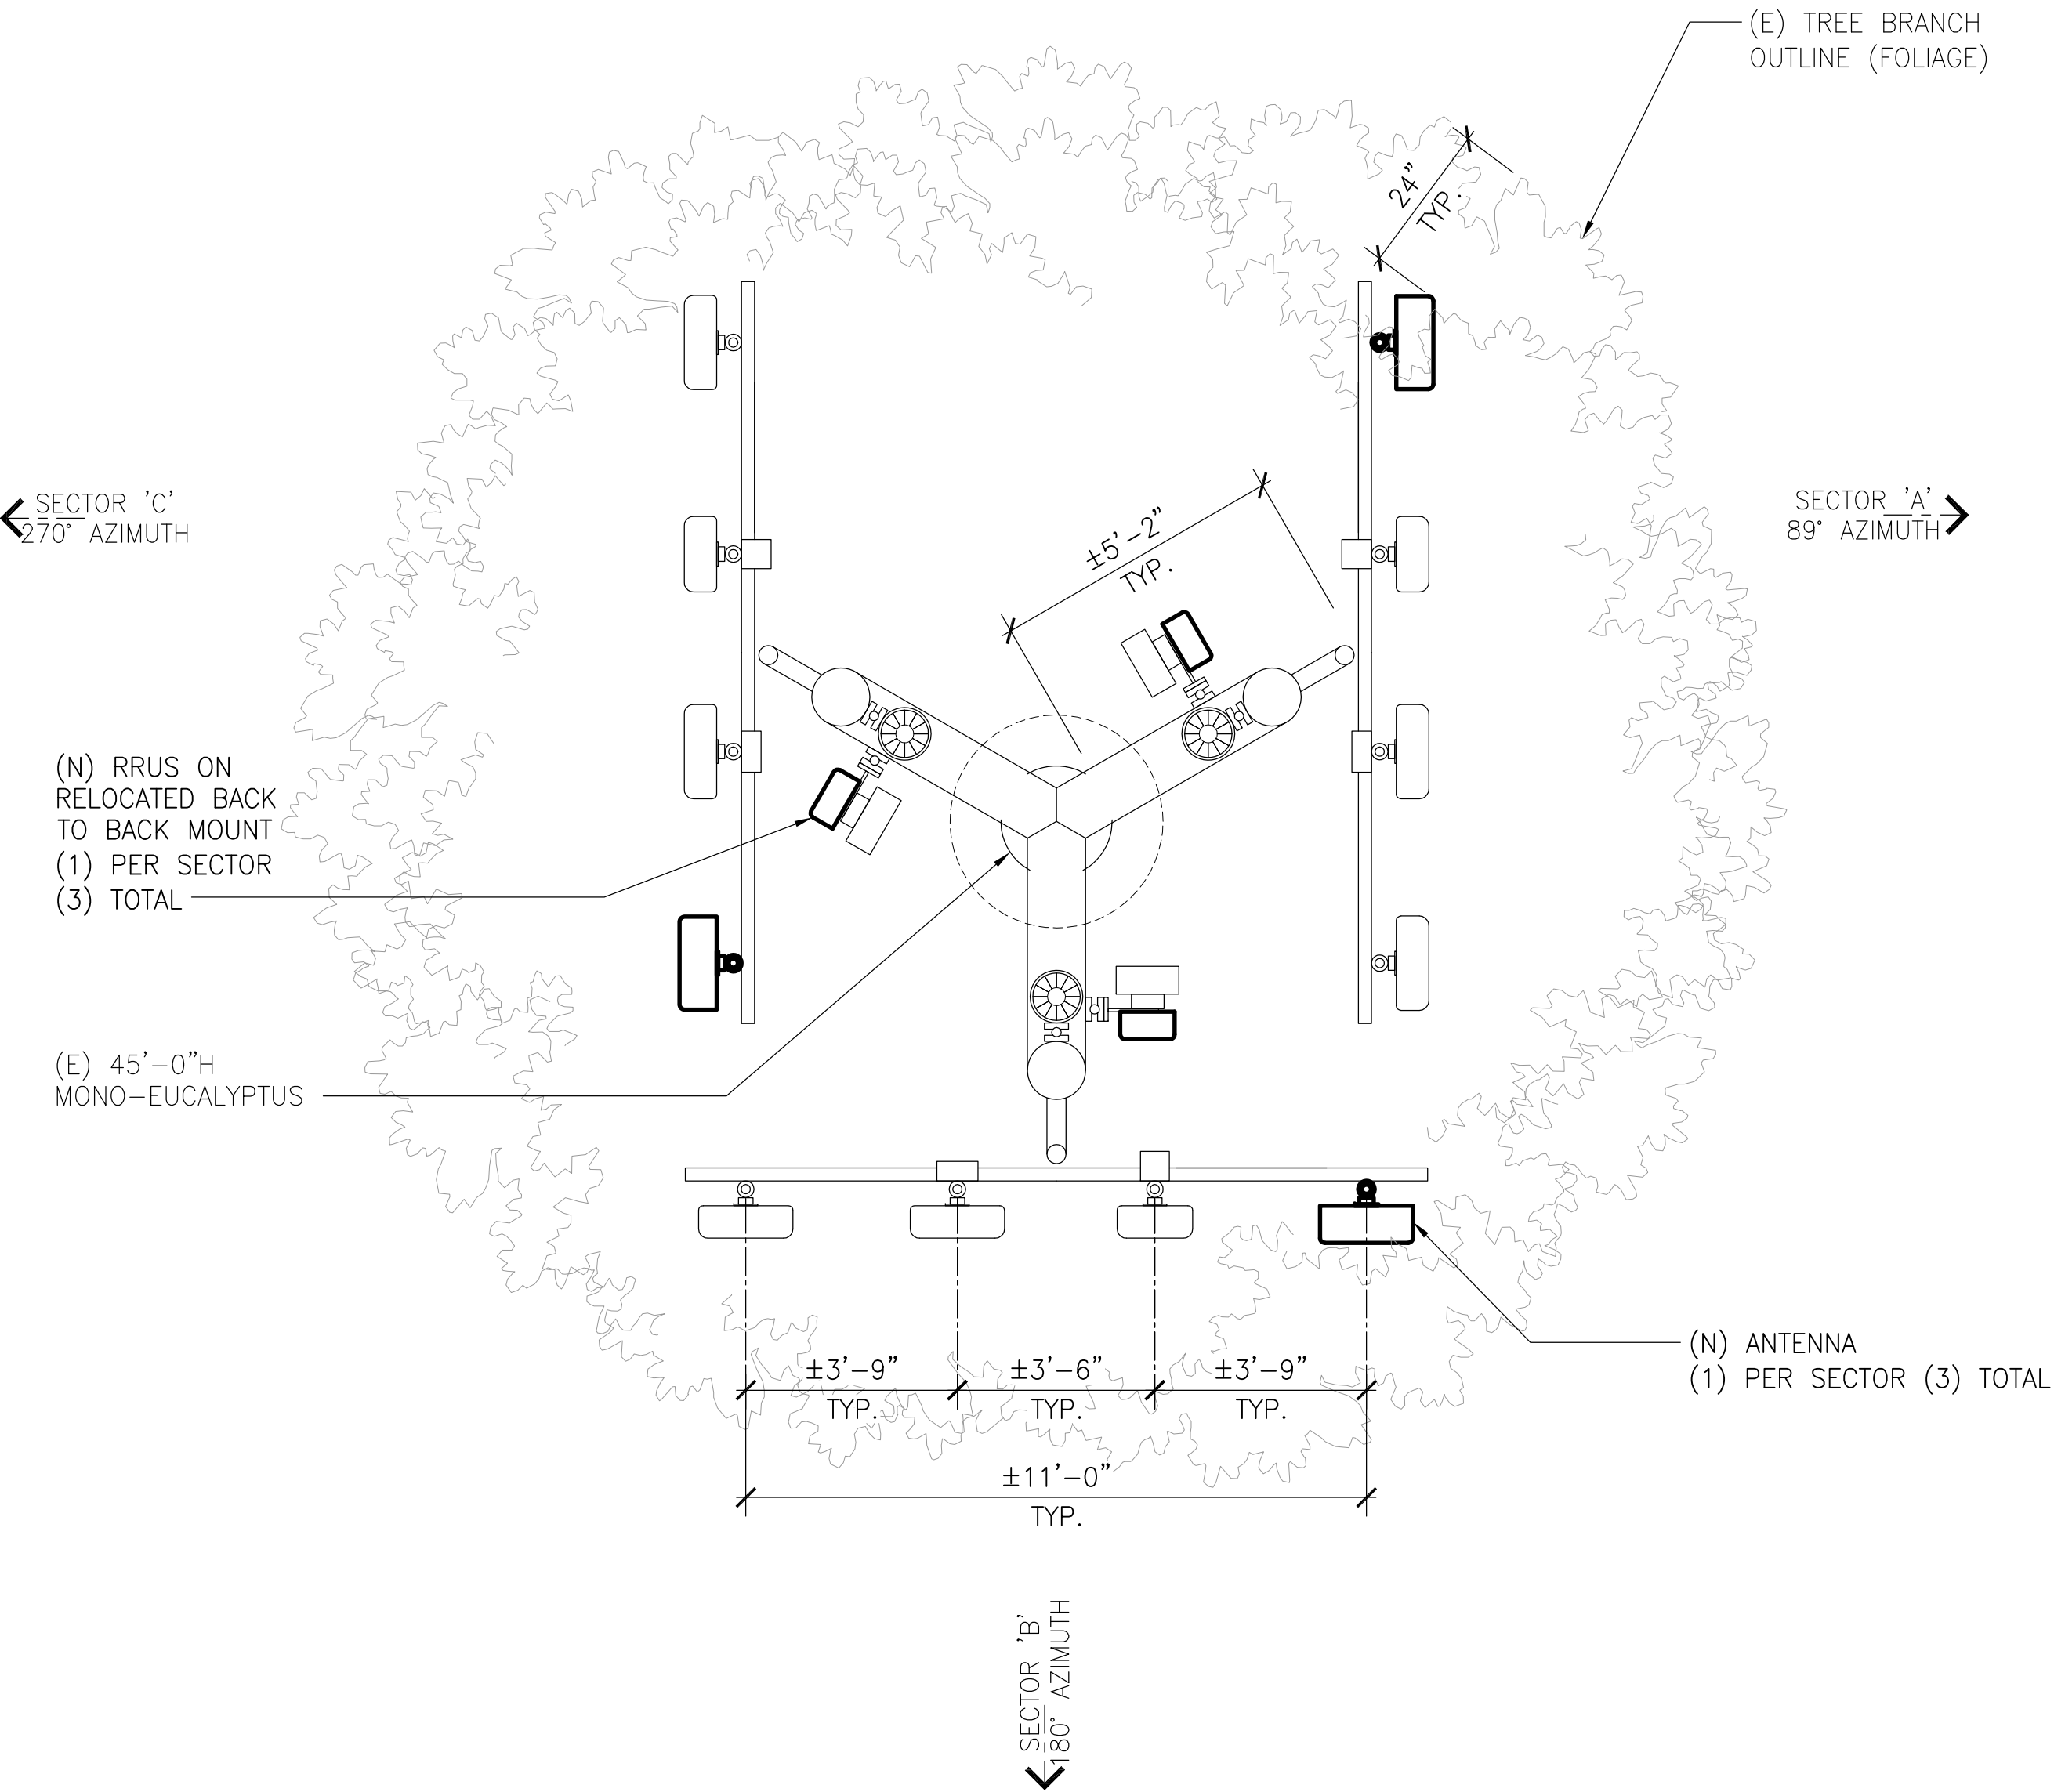 (E) TREE BRANCH
OUTLINE (FOLIAGE)
24"
TYP.
SECTOR 'C'
270° AZIMUTH
SECTOR 'A'
89° AZIMUTH
±5'-2"
TYP.
(N) RRUS ON
RELOCATED BACK
TO BACK MOUNT
(1) PER SECTOR
(3) TOTAL
(E) 45'-0"H
MONO-EUCALYPTUS
(N) ANTENNA
(1) PER SECTOR (3) TOTAL
±3'-9"
TYP.
±3'-6"
TYP.
±3'-9"
TYP.
±11'-0"
TYP.
SECTOR 'B'
180° AZIMUTH